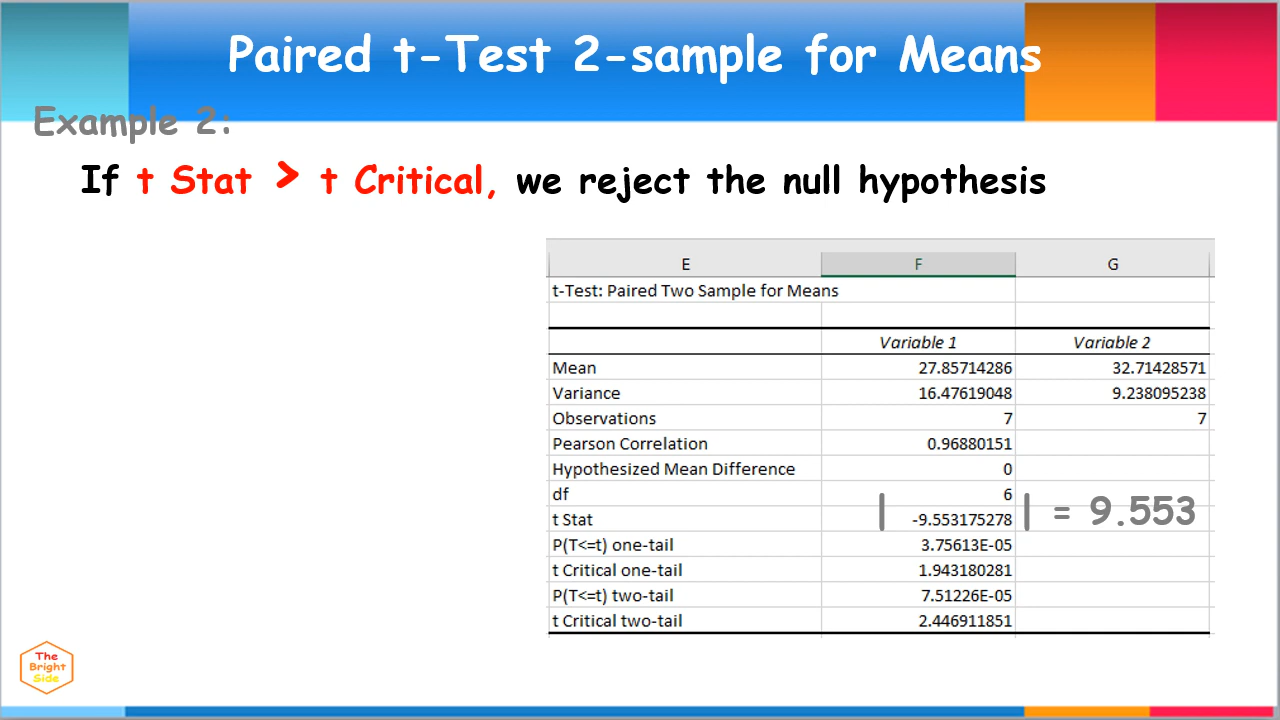 Paired t-Test 2-sample for Means
Example 2:
If t Stat > t Critical, we reject the null hypothesis
E F G
t-Test: Paired Two Sample for Means
Variable 1 Variable 2
Mean 27.85714286 32.71428571
Variance 16.47619048 9.238095238
Observations 7 7
Pearson Correlation 0.96880151
Hypothesized Mean Difference 0
df 6
t Stat | -9.553175278 | = 9.553
P(T<=t) one-tail 3.75613E-05
t Critical one-tail 1.943180281
P(T<=t) two-tail 7.51226E-05
t Critical two-tail 2.446911851
The
Bright
Side